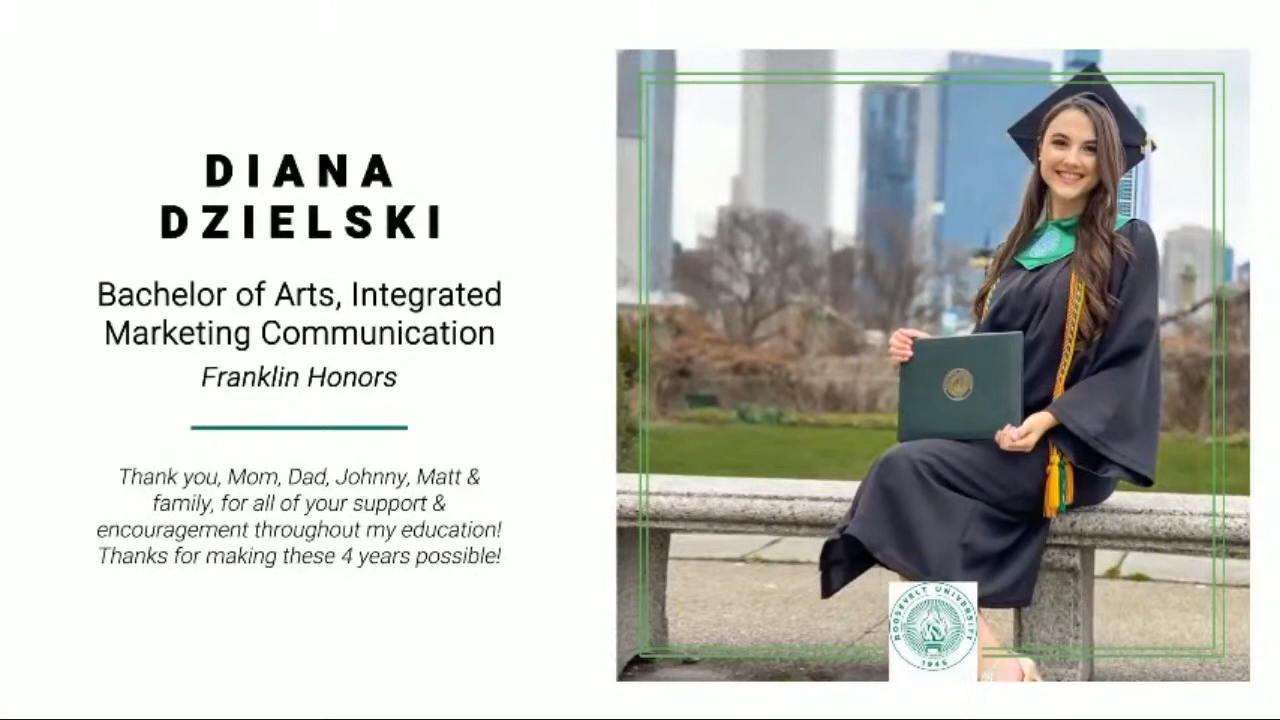 DIANA
DZIELSKI
Bachelor of Arts, Integrated
Marketing Communication
Franklin Honors
Thank you, Mom, Dad, Johnny, Matt &
family, for all of your support &
encouragement throughout my education!
Thanks for making these 4 years possible!
ROOSEVELT UNIVERSITY
1945